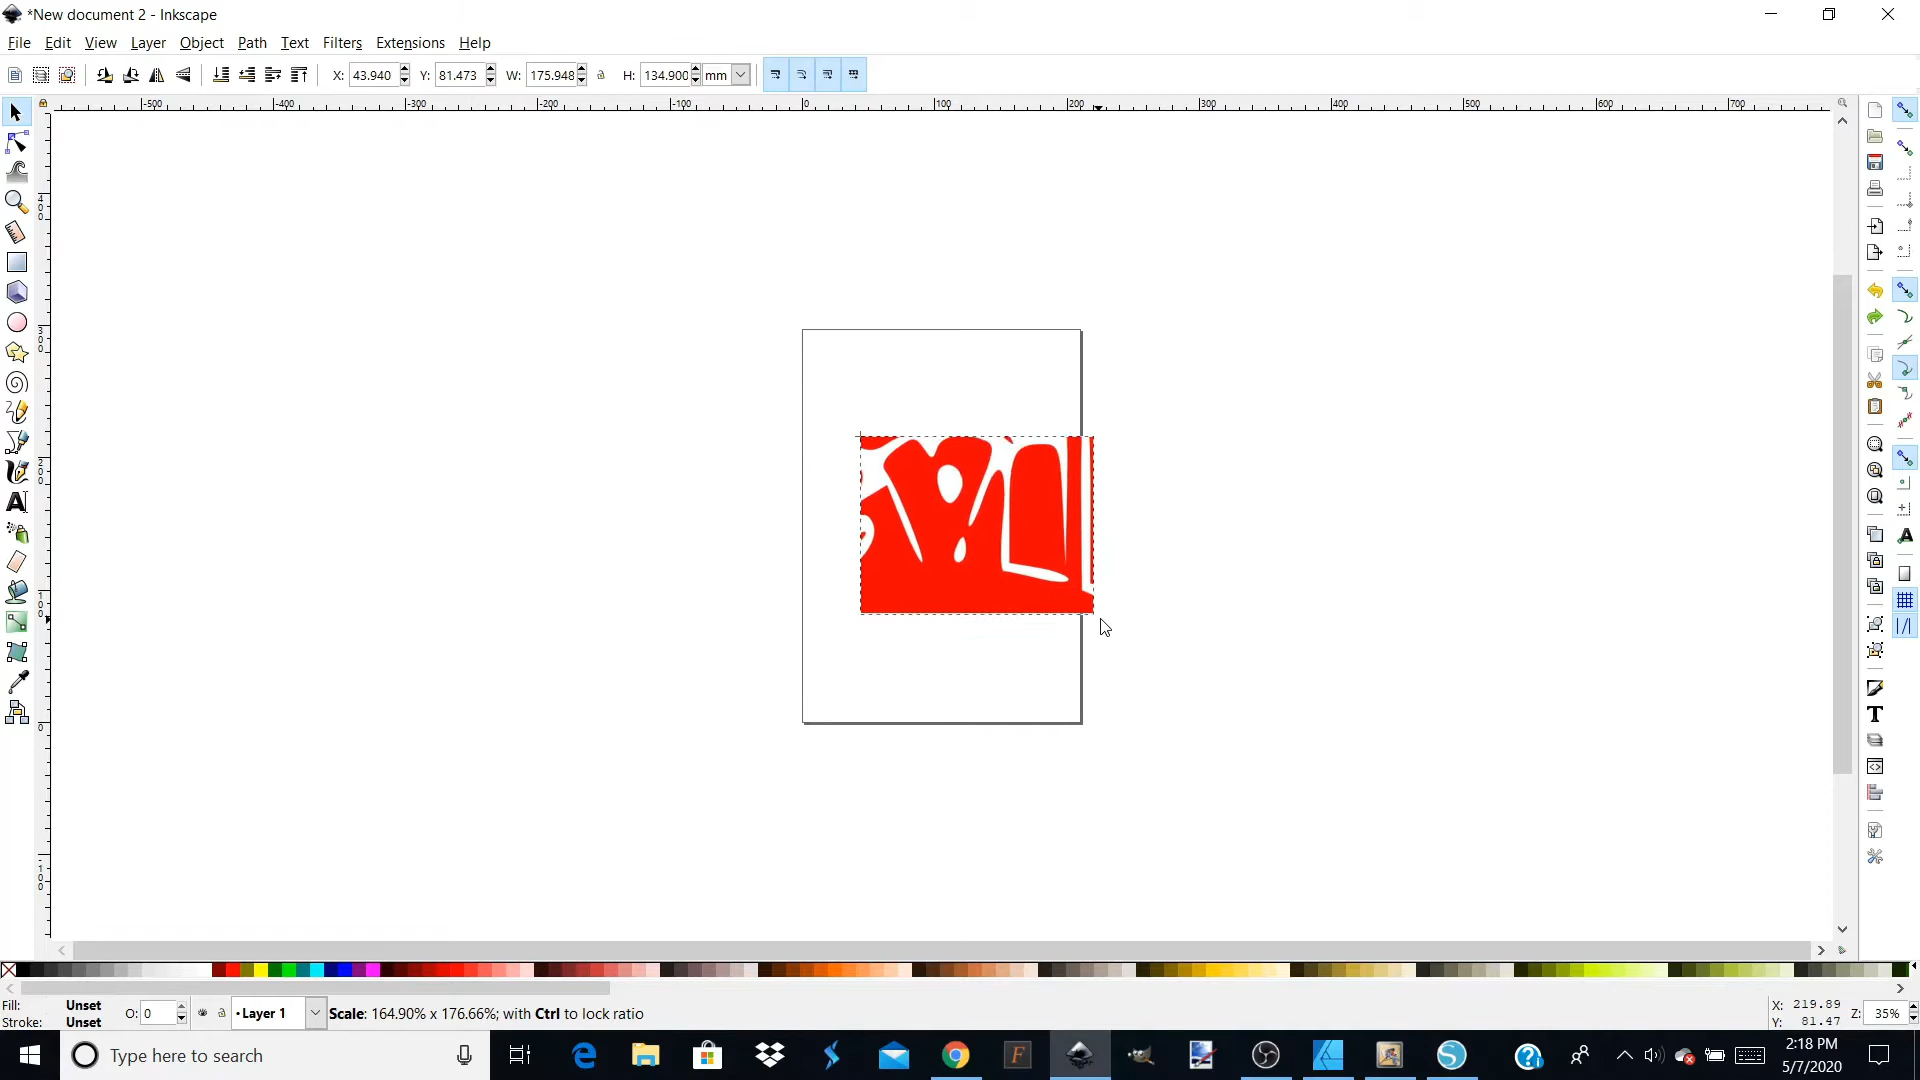 *New document 2 - Inkscape
File Edit View Layer Object Path Text Filters Extensions Help
X: 43.940 Y: 81.473 W: 175.948 H: 134.900 mm
-500 -400 -300 -200 -100 0 100 200 300 400 500 600 700
Fill: Unset O: 0 Layer 1 Scale: 164.90% x 176.66%; with Ctrl to lock ratio X: 219.89 Z: 35%
Stroke: Unset Y: 81.47
Type here to search
2:18 PM
5/7/2020